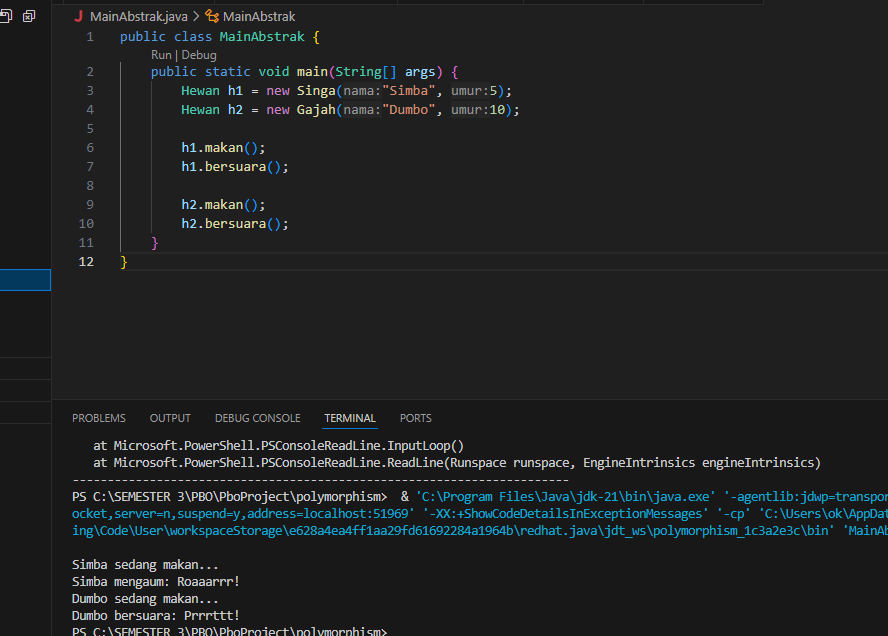 MainAbstrak.java > MainAbstrak
1 public class MainAbstrak {
Run | Debug
2 public static void main(String[] args) {
3 Hewan h1 = new Singa(nama:"Simba", umur:5);
4 Hewan h2 = new Gajah(nama:"Dumbo", umur:10);
5
6 h1.makan();
7 h1.bersuara();
8
9 h2.makan();
10 h2.bersuara();
11 }
12 }
PROBLEMS OUTPUT DEBUG CONSOLE TERMINAL PORTS
at Microsoft.PowerShell.PSConsoleReadLine.InputLoop()
at Microsoft.PowerShell.PSConsoleReadLine.ReadLine(Runspace runspace, EngineIntrinsics engineIntrinsics)
-----------------------------------------------------------------------
PS C:\SEMESTER 3\PBO\PboProject\polymorphism> & 'C:\Program Files\Java\jdk-21\bin\java.exe' '-agentlib:jdwp=transpor
ocket,server=n,suspend=y,address=localhost:51969' '-XX:+ShowCodeDetailsInExceptionMessages' '-cp' 'C:\Users\ok\AppDat
ing\Code\User\workspaceStorage\e628a4ea4ff1aa29fd61692284a1964b\redhat.java\jdt_ws\polymorphism_1c3a2e3c\bin' 'MainAb
Simba sedang makan...
Simba mengaum: Roaaarrr!
Dumbo sedang makan...
Dumbo bersuara: Prrrttt!
PS C:\SEMESTER 3\PBO\PboProject\polymorphism>